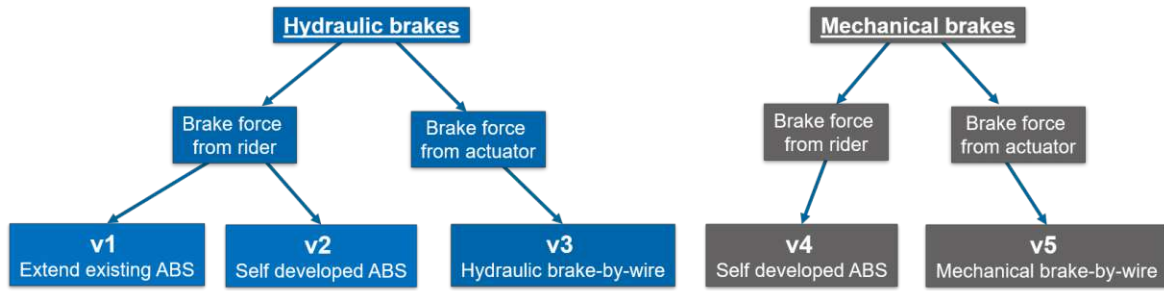 Hydraulic brakes
Mechanical brakes
Brake force
from rider
Brake force
from actuator
Brake force
from rider
Brake force
from actuator
v1
Extend existing ABS
v2
Self developed ABS
v3
Hydraulic brake-by-wire
v4
Self developed ABS
v5
Mechanical brake-by-wire